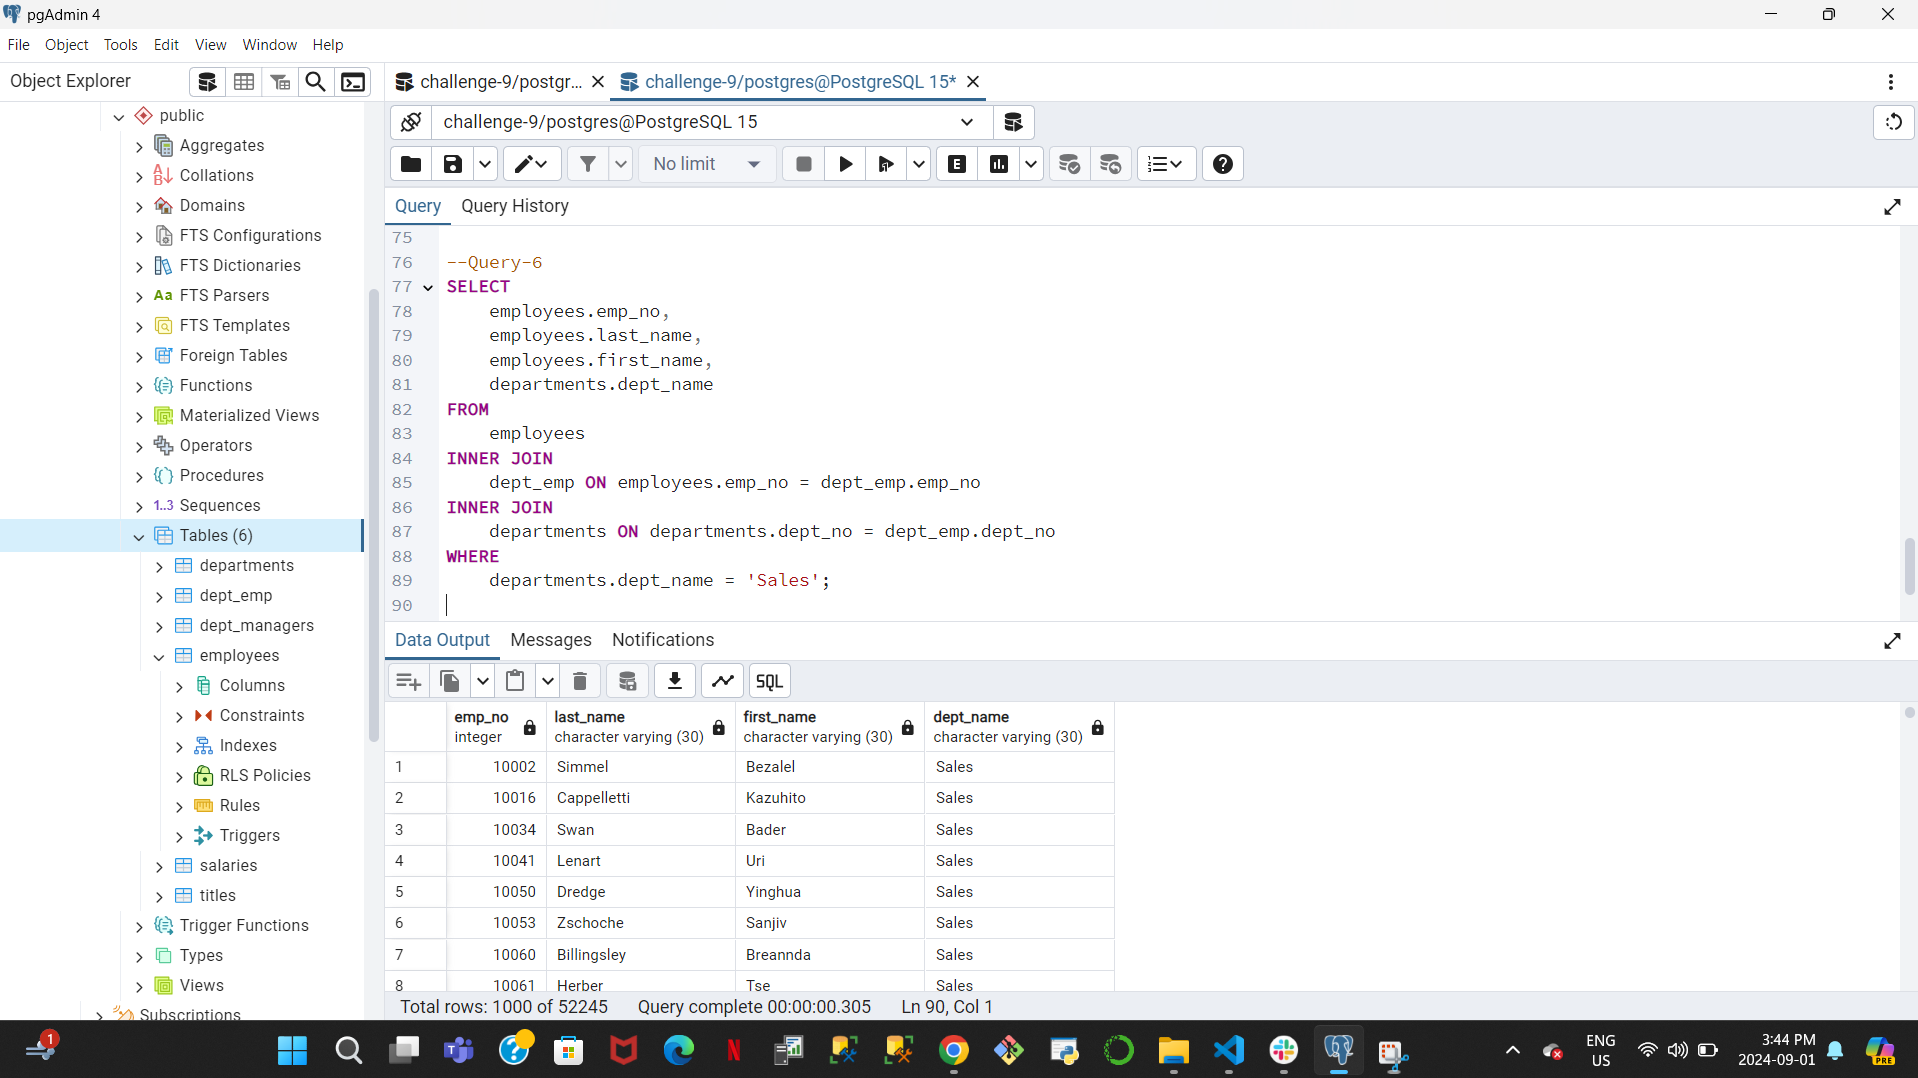 pgAdmin 4
File Object Tools Edit View Window Help
Object Explorer
challenge-9/postgr...
challenge-9/postgres@PostgreSQL 15*
public
Aggregates
Collations
Domains
FTS Configurations
FTS Dictionaries
Aa FTS Parsers
FTS Templates
Foreign Tables
Functions
Materialized Views
Operators
Procedures
1..3 Sequences
Tables (6)
departments
dept_emp
dept_managers
employees
Columns
Constraints
Indexes
RLS Policies
Rules
Triggers
salaries
titles
Trigger Functions
Types
Views
Subscriptions
challenge-9/postgres@PostgreSQL 15
No limit
E
Query Query History
75
76 --Query-6
77 SELECT
78 employees.emp_no,
79 employees.last_name,
80 employees.first_name,
81 departments.dept_name
82 FROM
83 employees
84 INNER JOIN
85 dept_emp ON employees.emp_no = dept_emp.emp_no
86 INNER JOIN
87 departments ON departments.dept_no = dept_emp.dept_no
88 WHERE
89 departments.dept_name = 'Sales';
90
Data Output Messages Notifications
SQL
emp_no last_name first_name dept_name
integer character varying (30) character varying (30) character varying (30)
1 10002 Simmel Bezalel Sales
2 10016 Cappelletti Kazuhito Sales
3 10034 Swan Bader Sales
4 10041 Lenart Uri Sales
5 10050 Dredge Yinghua Sales
6 10053 Zschoche Sanjiv Sales
7 10060 Billingsley Breannda Sales
8 10061 Herber Tse Sales
Total rows: 1000 of 52245 Query complete 00:00:00.305 Ln 90, Col 1
1
ENG
US
3:44 PM
2024-09-01
PRE